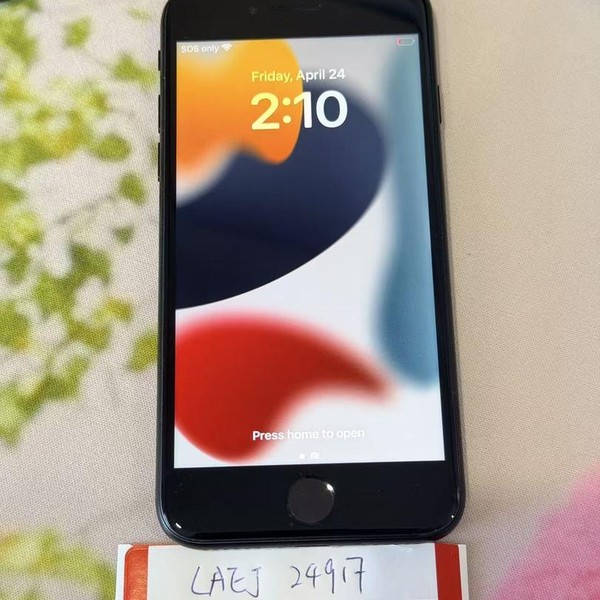 SOS only
Friday, April 24
2:10
Press home to open
LAEJ 24917